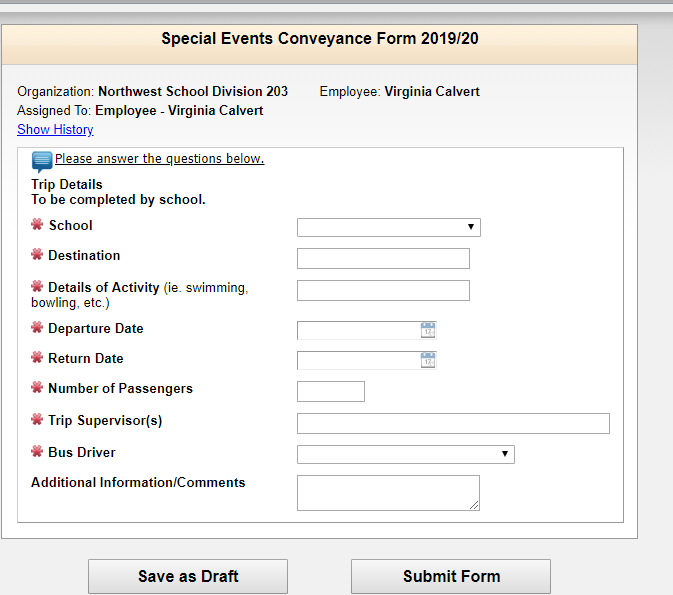 Special Events Conveyance Form 2019/20
Organization: Northwest School Division 203 Employee: Virginia Calvert
Assigned To: Employee - Virginia Calvert
Show History
Please answer the questions below.
Trip Details
To be completed by school.
School
Destination
Details of Activity (ie. swimming,
bowling, etc.)
Departure Date
Return Date
Number of Passengers
Trip Supervisor(s)
Bus Driver
Additional Information/Comments
Save as Draft Submit Form